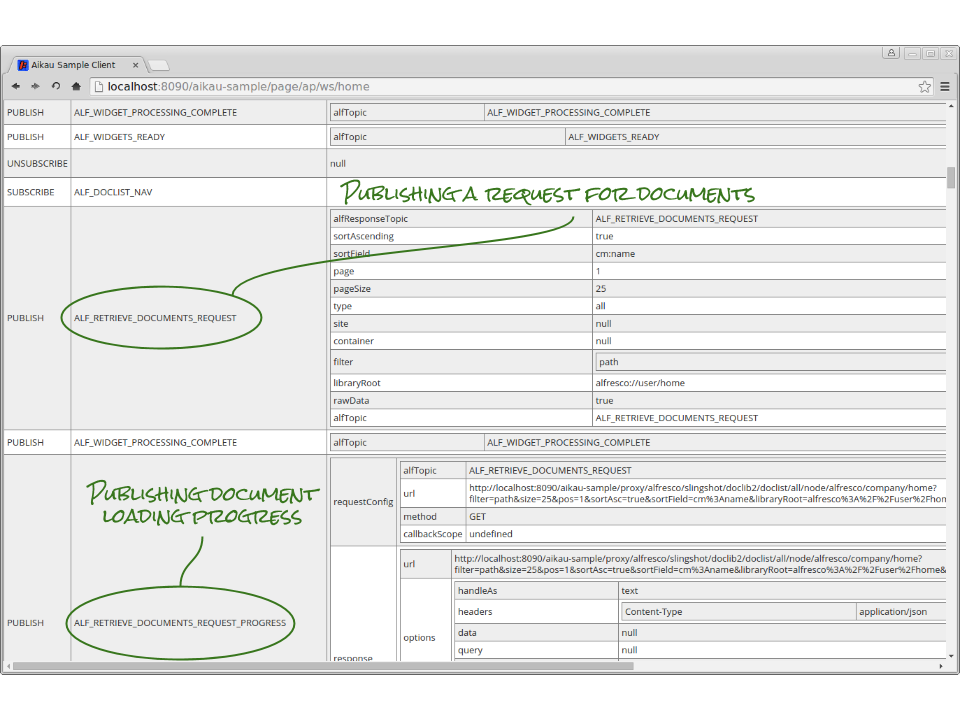 Aikau Sample Client
localhost:8090/aikau-sample/page/ap/ws/home
PUBLISH ALF_WIDGET_PROCESSING_COMPLETE alfTopic ALF_WIDGET_PROCESSING_COMPLETE
PUBLISH ALF_WIDGETS_READY alfTopic ALF_WIDGETS_READY
UNSUBSCRIBE null
SUBSCRIBE ALF_DOCLIST_NAV
PUBLISHING A REQUEST FOR DOCUMENTS
PUBLISH ALF_RETRIEVE_DOCUMENTS_REQUEST
alfResponseTopic ALF_RETRIEVE_DOCUMENTS_REQUEST
sortAscending true
sortField cm:name
page 1
pageSize 25
type all
site null
container null
filter path
libraryRoot alfresco://user/home
rawData true
alfTopic ALF_RETRIEVE_DOCUMENTS_REQUEST
PUBLISH ALF_WIDGET_PROCESSING_COMPLETE alfTopic ALF_WIDGET_PROCESSING_COMPLETE
PUBLISHING DOCUMENT
LOADING PROGRESS
PUBLISH ALF_RETRIEVE_DOCUMENTS_REQUEST_PROGRESS
requestConfig
alfTopic ALF_RETRIEVE_DOCUMENTS_REQUEST
url http://localhost:8090/aikau-sample/proxy/alfresco/slingshot/doclib2/doclist/all/node/alfresco/company/home?
filter=path&size=25&pos=1&sortAsc=true&sortField=cm%3Aname&libraryRoot=alfresco%3A%2F%2Fuser%2Fhom
method GET
callbackScope undefined
response
url http://localhost:8090/aikau-sample/proxy/alfresco/slingshot/doclib2/doclist/all/node/alfresco/company/home?
filter=path&size=25&pos=1&sortAsc=true&sortField=cm%3Aname&libraryRoot=alfresco%3A%2F%2Fuser%2Fhome&
options
handleAs text
headers Content-Type application/json
data null
query null